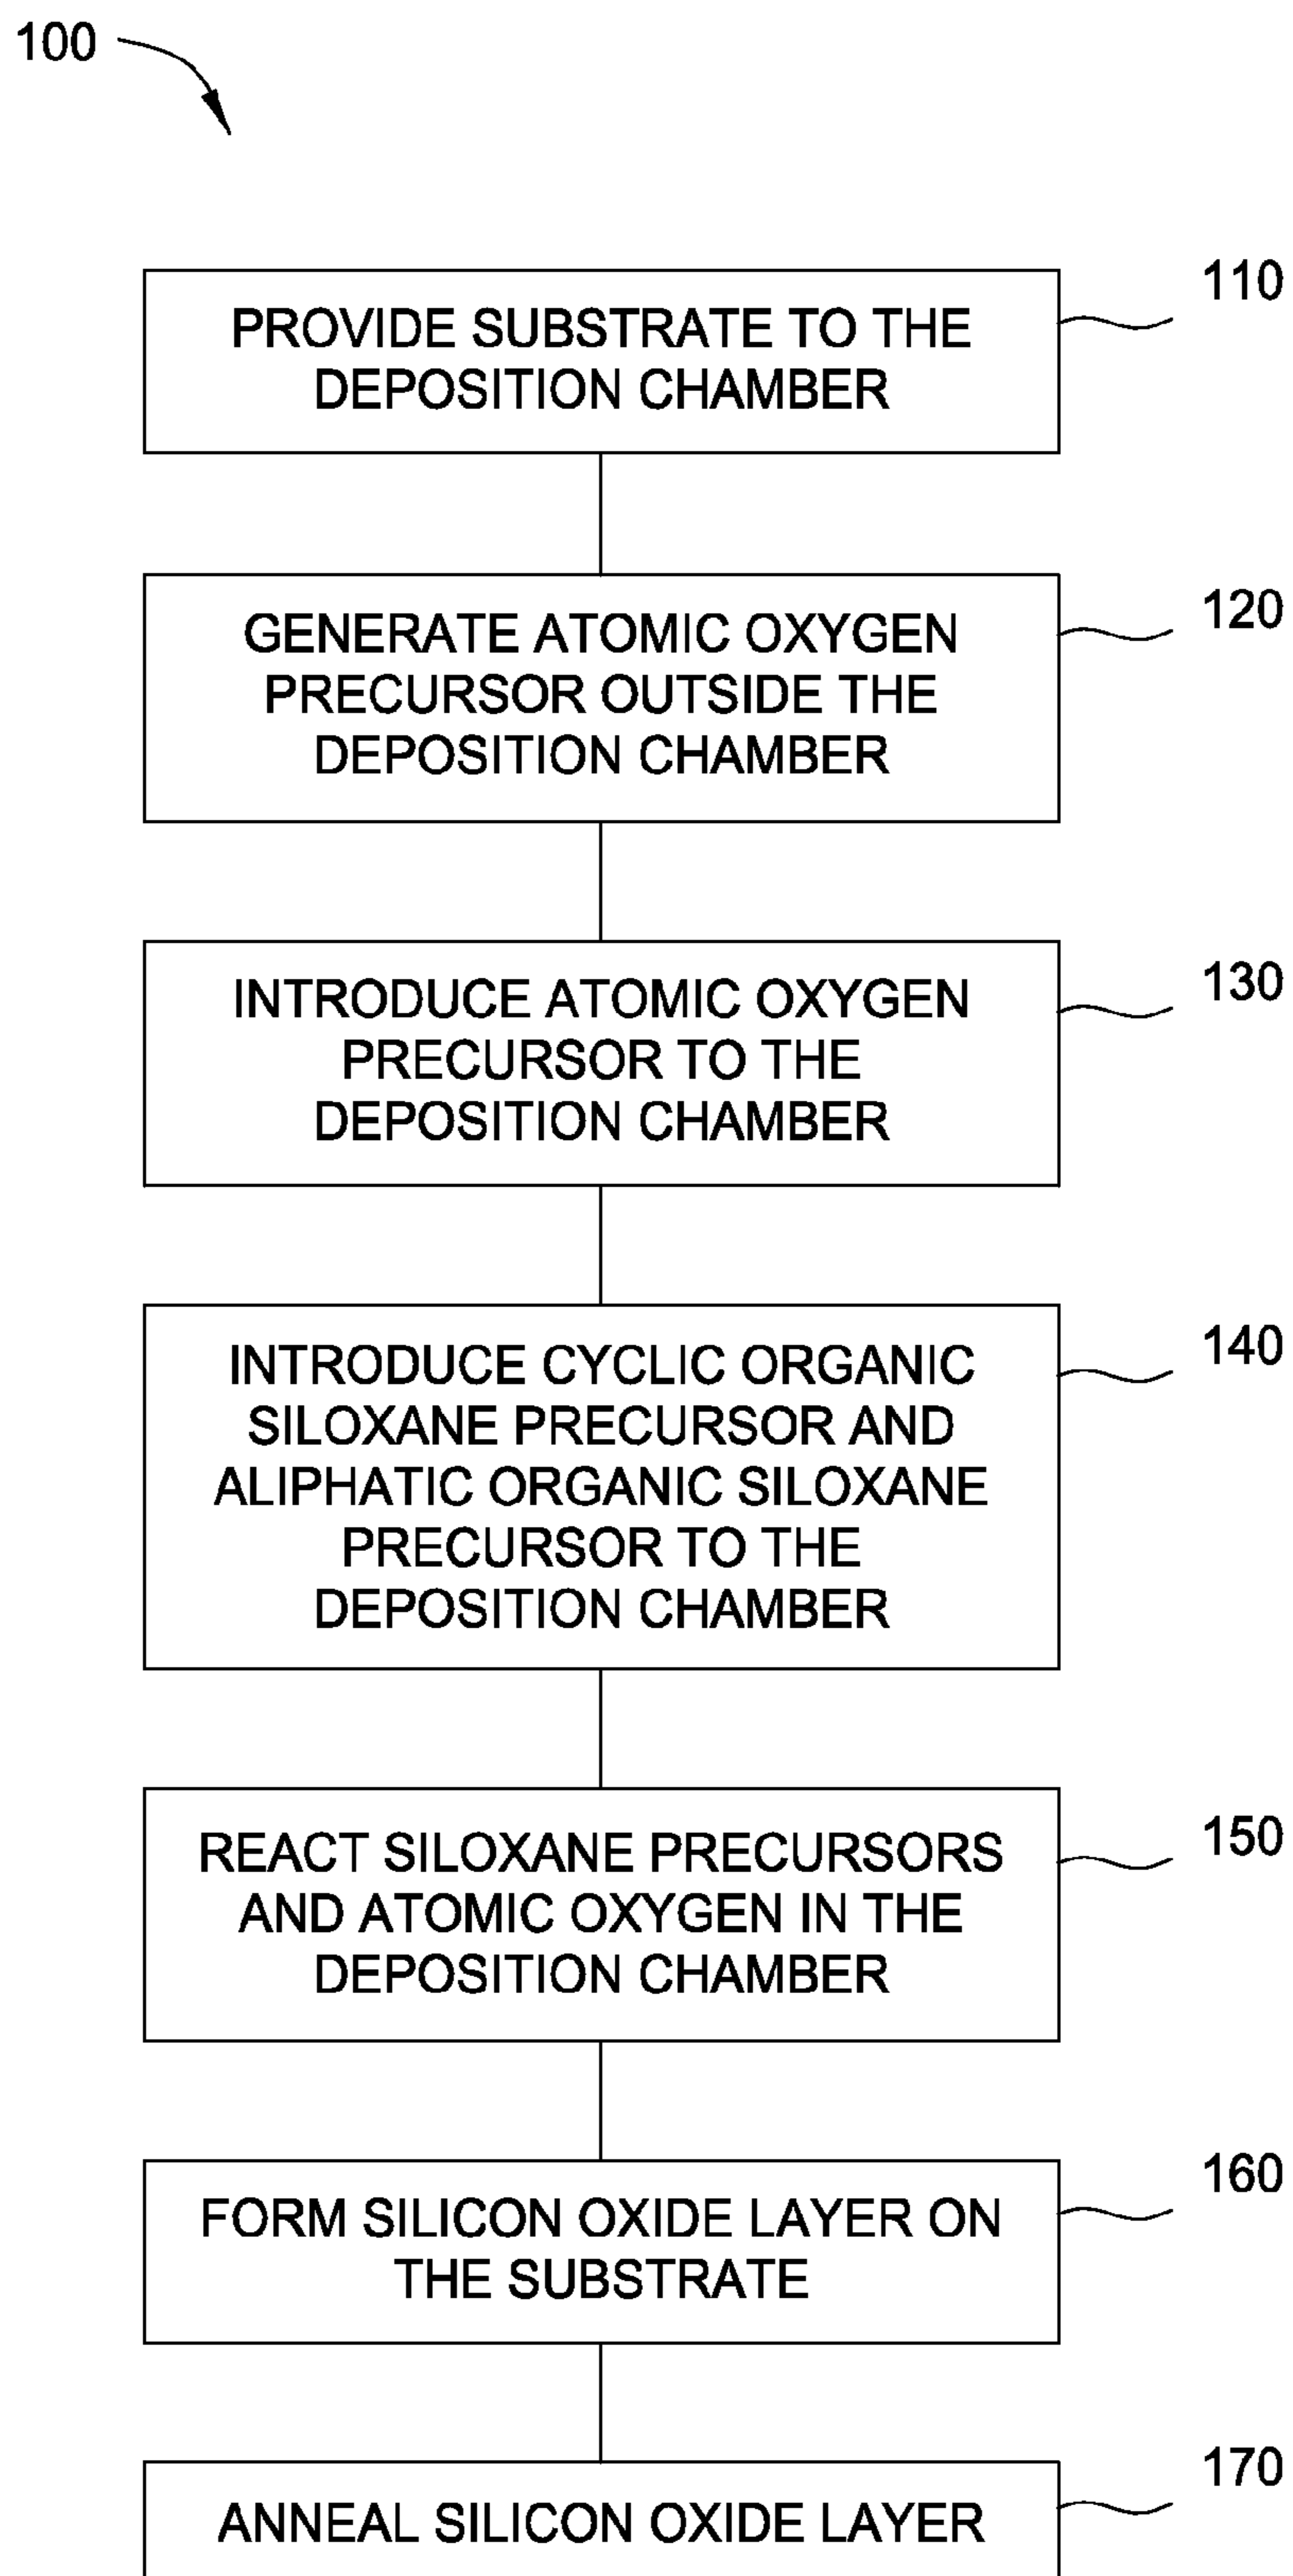 100
110
PROVIDE SUBSTRATE TO THE
DEPOSITION CHAMBER
120
GENERATE ATOMIC OXYGEN
PRECURSOR OUTSIDE THE
DEPOSITION CHAMBER
130
INTRODUCE ATOMIC OXYGEN
PRECURSOR TO THE
DEPOSITION CHAMBER
140
INTRODUCE CYCLIC ORGANIC
SILOXANE PRECURSOR AND
ALIPHATIC ORGANIC SILOXANE
PRECURSOR TO THE
DEPOSITION CHAMBER
150
REACT SILOXANE PRECURSORS
AND ATOMIC OXYGEN IN THE
DEPOSITION CHAMBER
160
FORM SILICON OXIDE LAYER ON
THE SUBSTRATE
170
ANNEAL SILICON OXIDE LAYER